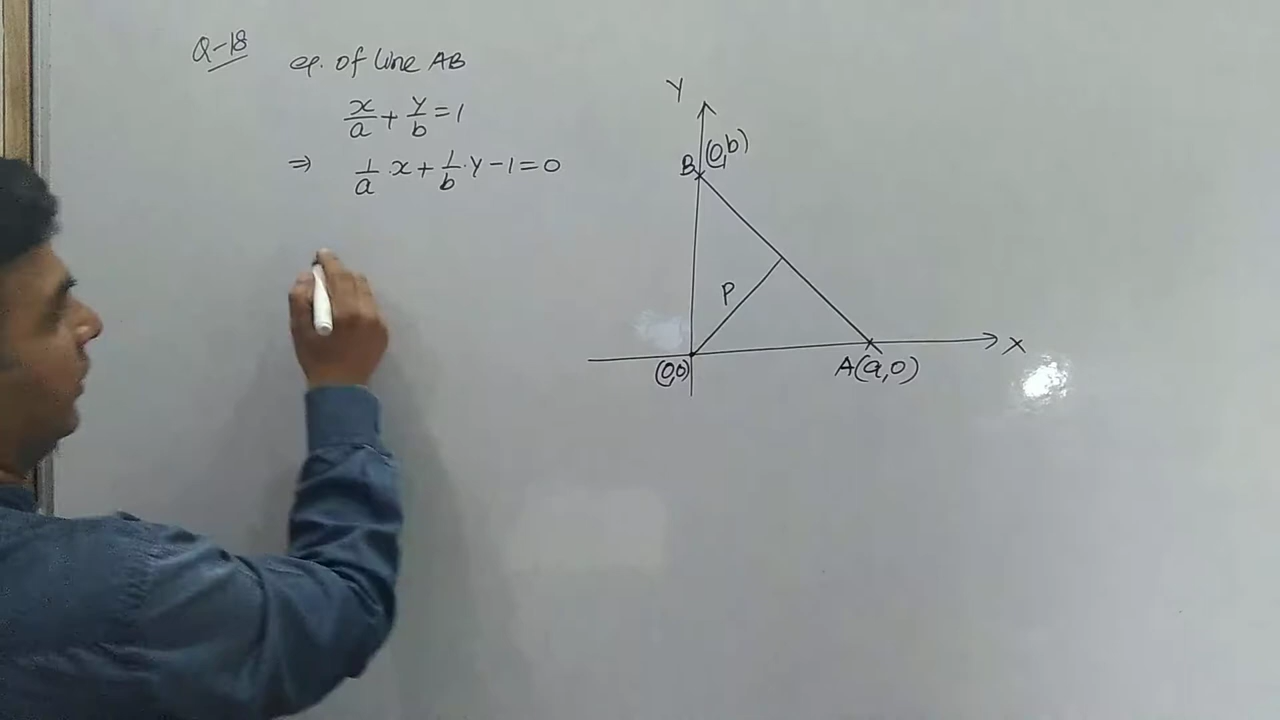 Q-18
eq. of line AB
x/a + y/b = 1
⇒ 1/a · x + 1/b · y - 1 = 0
Y
B (0,b)
P
(0,0)
A(a,0)
X